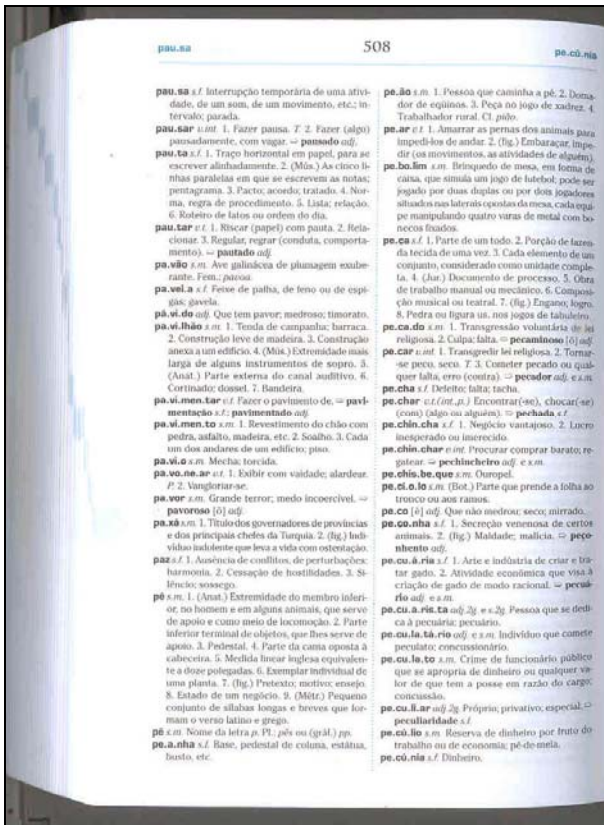 pau.sa
508
pe.cú.nia
pau.sa s.f. Interrupção temporária de uma ativi-
dade, de um som, de um movimento, etc.; in-
tervalo; parada.
pau.sar v.int. 1. Fazer pausa. T. 2. Fazer (algo)
pausadamente, com vagar. ⇨ pausado adj.
pau.ta s.f. 1. Traço horizontal em papel, para se
escrever alinhadamente. 2. (Mús.) As cinco li-
nhas paralelas em que se escrevem as notas;
pentagrama. 3. Pacto; acordo; tratado. 4. Nor-
ma, regra de procedimento. 5. Lista; relação.
6. Roteiro de fatos ou ordem do dia.
pau.tar v.t. 1. Riscar (papel) com pauta. 2. Rela-
cionar. 3. Regular, regrar (conduta, comporta-
mento). ⇨ pautado adj.
pa.vão s.m. Ave galinácea de plumagem exube-
rante. Fem.: pavoa.
pa.vei.a s.f. Feixe de palha, de feno ou de espi-
gas; gavela.
pá.vi.do adj. Que tem pavor; medroso; timorato.
pa.vi.lhão s.m. 1. Tenda de campanha; barraca.
2. Construção leve de madeira. 3. Construção
anexa a um edifício. 4. (Mús.) Extremidade mais
larga de alguns instrumentos de sopro. 5.
(Anat.) Parte externa do canal auditivo. 6.
Cortinado; dossel. 7. Bandeira.
pa.vi.men.tar v.t. Fazer o pavimento de. ⇨ pavi-
mentação s.f.; pavimentado adj.
pa.vi.men.to s.m. 1. Revestimento do chão com
pedra, asfalto, madeira, etc. 2. Soalho. 3. Cada
um dos andares de um edifício; piso.
pa.vi.o s.m. Mecha; torcida.
pa.vo.ne.ar v.t. 1. Exibir com vaidade; alardear.
P. 2. Vangloriar-se.
pa.vor s.m. Grande terror; medo incoercível. ⇨
pavoroso [ô] adj.
pa.xá s.m. 1. Título dos governadores de províncias
e dos principais chefes da Turquia. 2. (fig.) Indi-
víduo indolente que leva a vida com ostentação.
paz s.f. 1. Ausência de conflitos, de perturbações;
harmonia. 2. Cessação de hostilidades. 3. Si-
lêncio; sossego.
pé s.m. 1. (Anat.) Extremidade do membro inferi-
or, no homem e em alguns animais, que serve
de apoio e como meio de locomoção. 2. Parte
inferior terminal de objetos, que lhes serve de
apoio. 3. Pedestal. 4. Parte da cama oposta à
cabeceira. 5. Medida linear inglesa equivalen-
te a doze polegadas. 6. Exemplar individual de
uma planta. 7. (fig.) Pretexto; motivo; ensejo.
8. Estado de um negócio. 9. (Métr.) Pequeno
conjunto de sílabas longas e breves que for-
mam o verso latino e grego.
pê s.m. Nome da letra p. Pl.: pês ou (gráf.) pp.
pe.a.nha s.f. Base, pedestal de coluna, estátua,
busto, etc.
pe.ão s.m. 1. Pessoa que caminha a pé. 2. Doma-
dor de eqüinos. 3. Peça no jogo de xadrez. 4.
Trabalhador rural. Cf. pião.
pe.ar v.t. 1. Amarrar as pernas dos animais para
impedi-los de andar. 2. (fig.) Embaraçar, impe-
dir (os movimentos, as atividades de alguém).
pe.bo.lim s.m. Brinquedo de mesa, em forma de
caixa, que simula um jogo de futebol; pode ser
jogado por duas duplas ou por dois jogadores
situados nas laterais opostas da mesa, cada equi-
pe manipulando quatro varas de metal com bo-
necos fixados.
pe.ça s.f. 1. Parte de um todo. 2. Porção de fazen-
da tecida de uma vez. 3. Cada elemento de um
conjunto, considerado como unidade comple-
ta. 4. (Jur.) Documento de processo. 5. Obra
de trabalho manual ou mecânico. 6. Composi-
ção musical ou teatral. 7. (fig.) Engano; logro.
8. Pedra ou figura us. nos jogos de tabuleiro.
pe.ca.do s.m. 1. Transgressão voluntária de lei
religiosa. 2. Culpa; falta. ⇨ pecaminoso [ô] adj.
pe.car v.int. 1. Transgredir lei religiosa. 2. Tornar-
-se peco, seco. T. 3. Cometer pecado ou qual-
quer falta, erro (contra). ⇨ pecador adj. e s.m.
pe.cha s.f. Defeito; falta; tacha.
pe.char v.t.(int.,p.) Encontrar(-se), chocar(-se)
(com) (algo ou alguém). ⇨ pechada s.f.
pe.chin.cha s.f. 1. Negócio vantajoso. 2. Lucro
inesperado ou imerecido.
pe.chin.char v.int. Procurar comprar barato; re-
gatear. ⇨ pechincheiro adj. e s.m.
pe.chis.be.que s.m. Ouropel.
pe.cí.o.lo s.m. (Bot.) Parte que prende a folha ao
tronco ou aos ramos.
pe.co [ê] adj. Que não medrou; seco; mirrado.
pe.ço.nha s.f. 1. Secreção venenosa de certos
animais. 2. (fig.) Maldade; malícia. ⇨ peço-
nhento adj.
pe.cu.á.ria s.f. 1. Arte e indústria de criar e tra-
tar gado. 2. Atividade econômica que visa à
criação de gado de modo racional. ⇨ pecuá-
rio adj. e s.m.
pe.cu.a.ris.ta adj.2g. e s.2g. Pessoa que se dedi-
ca à pecuária; pecuário.
pe.cu.la.tá.rio adj. e s.m. Indivíduo que comete
peculato; concussionário.
pe.cu.la.to s.m. Crime de funcionário público
que se apropria de dinheiro ou qualquer va-
lor de que tem a posse em razão do cargo;
concussão.
pe.cu.li.ar adj.2g. Próprio; privativo; especial. ⇨
peculiaridade s.f.
pe.cú.lio s.m. Reserva de dinheiro por fruto do
trabalho ou de economia; pé-de-meia.
pe.cú.nia s.f. Dinheiro.